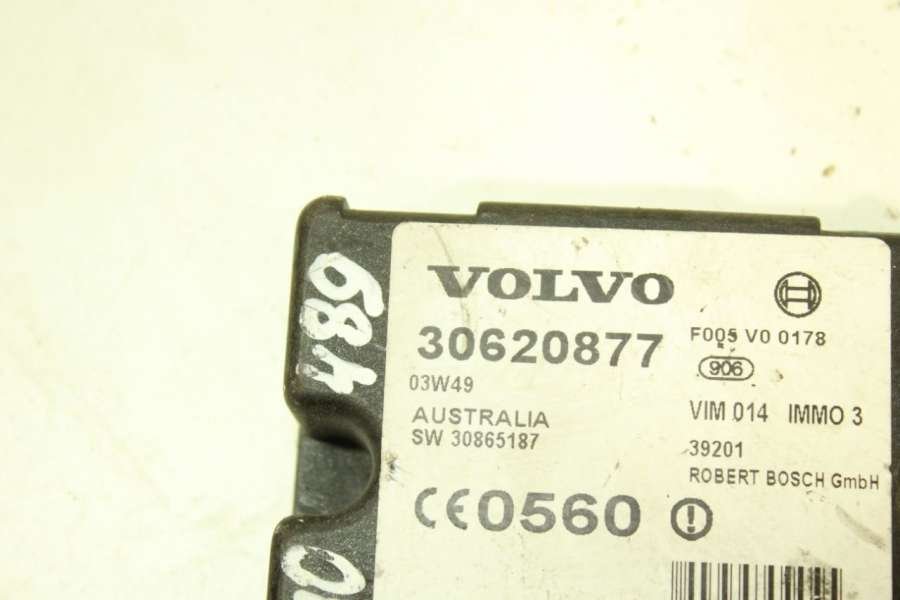 VOLVO
30620877
F005 V0 0178
906
03W49
VIM 014 IMMO 3
AUSTRALIA
SW 30865187
39201
ROBERT BOSCH GmbH
CE0560
489